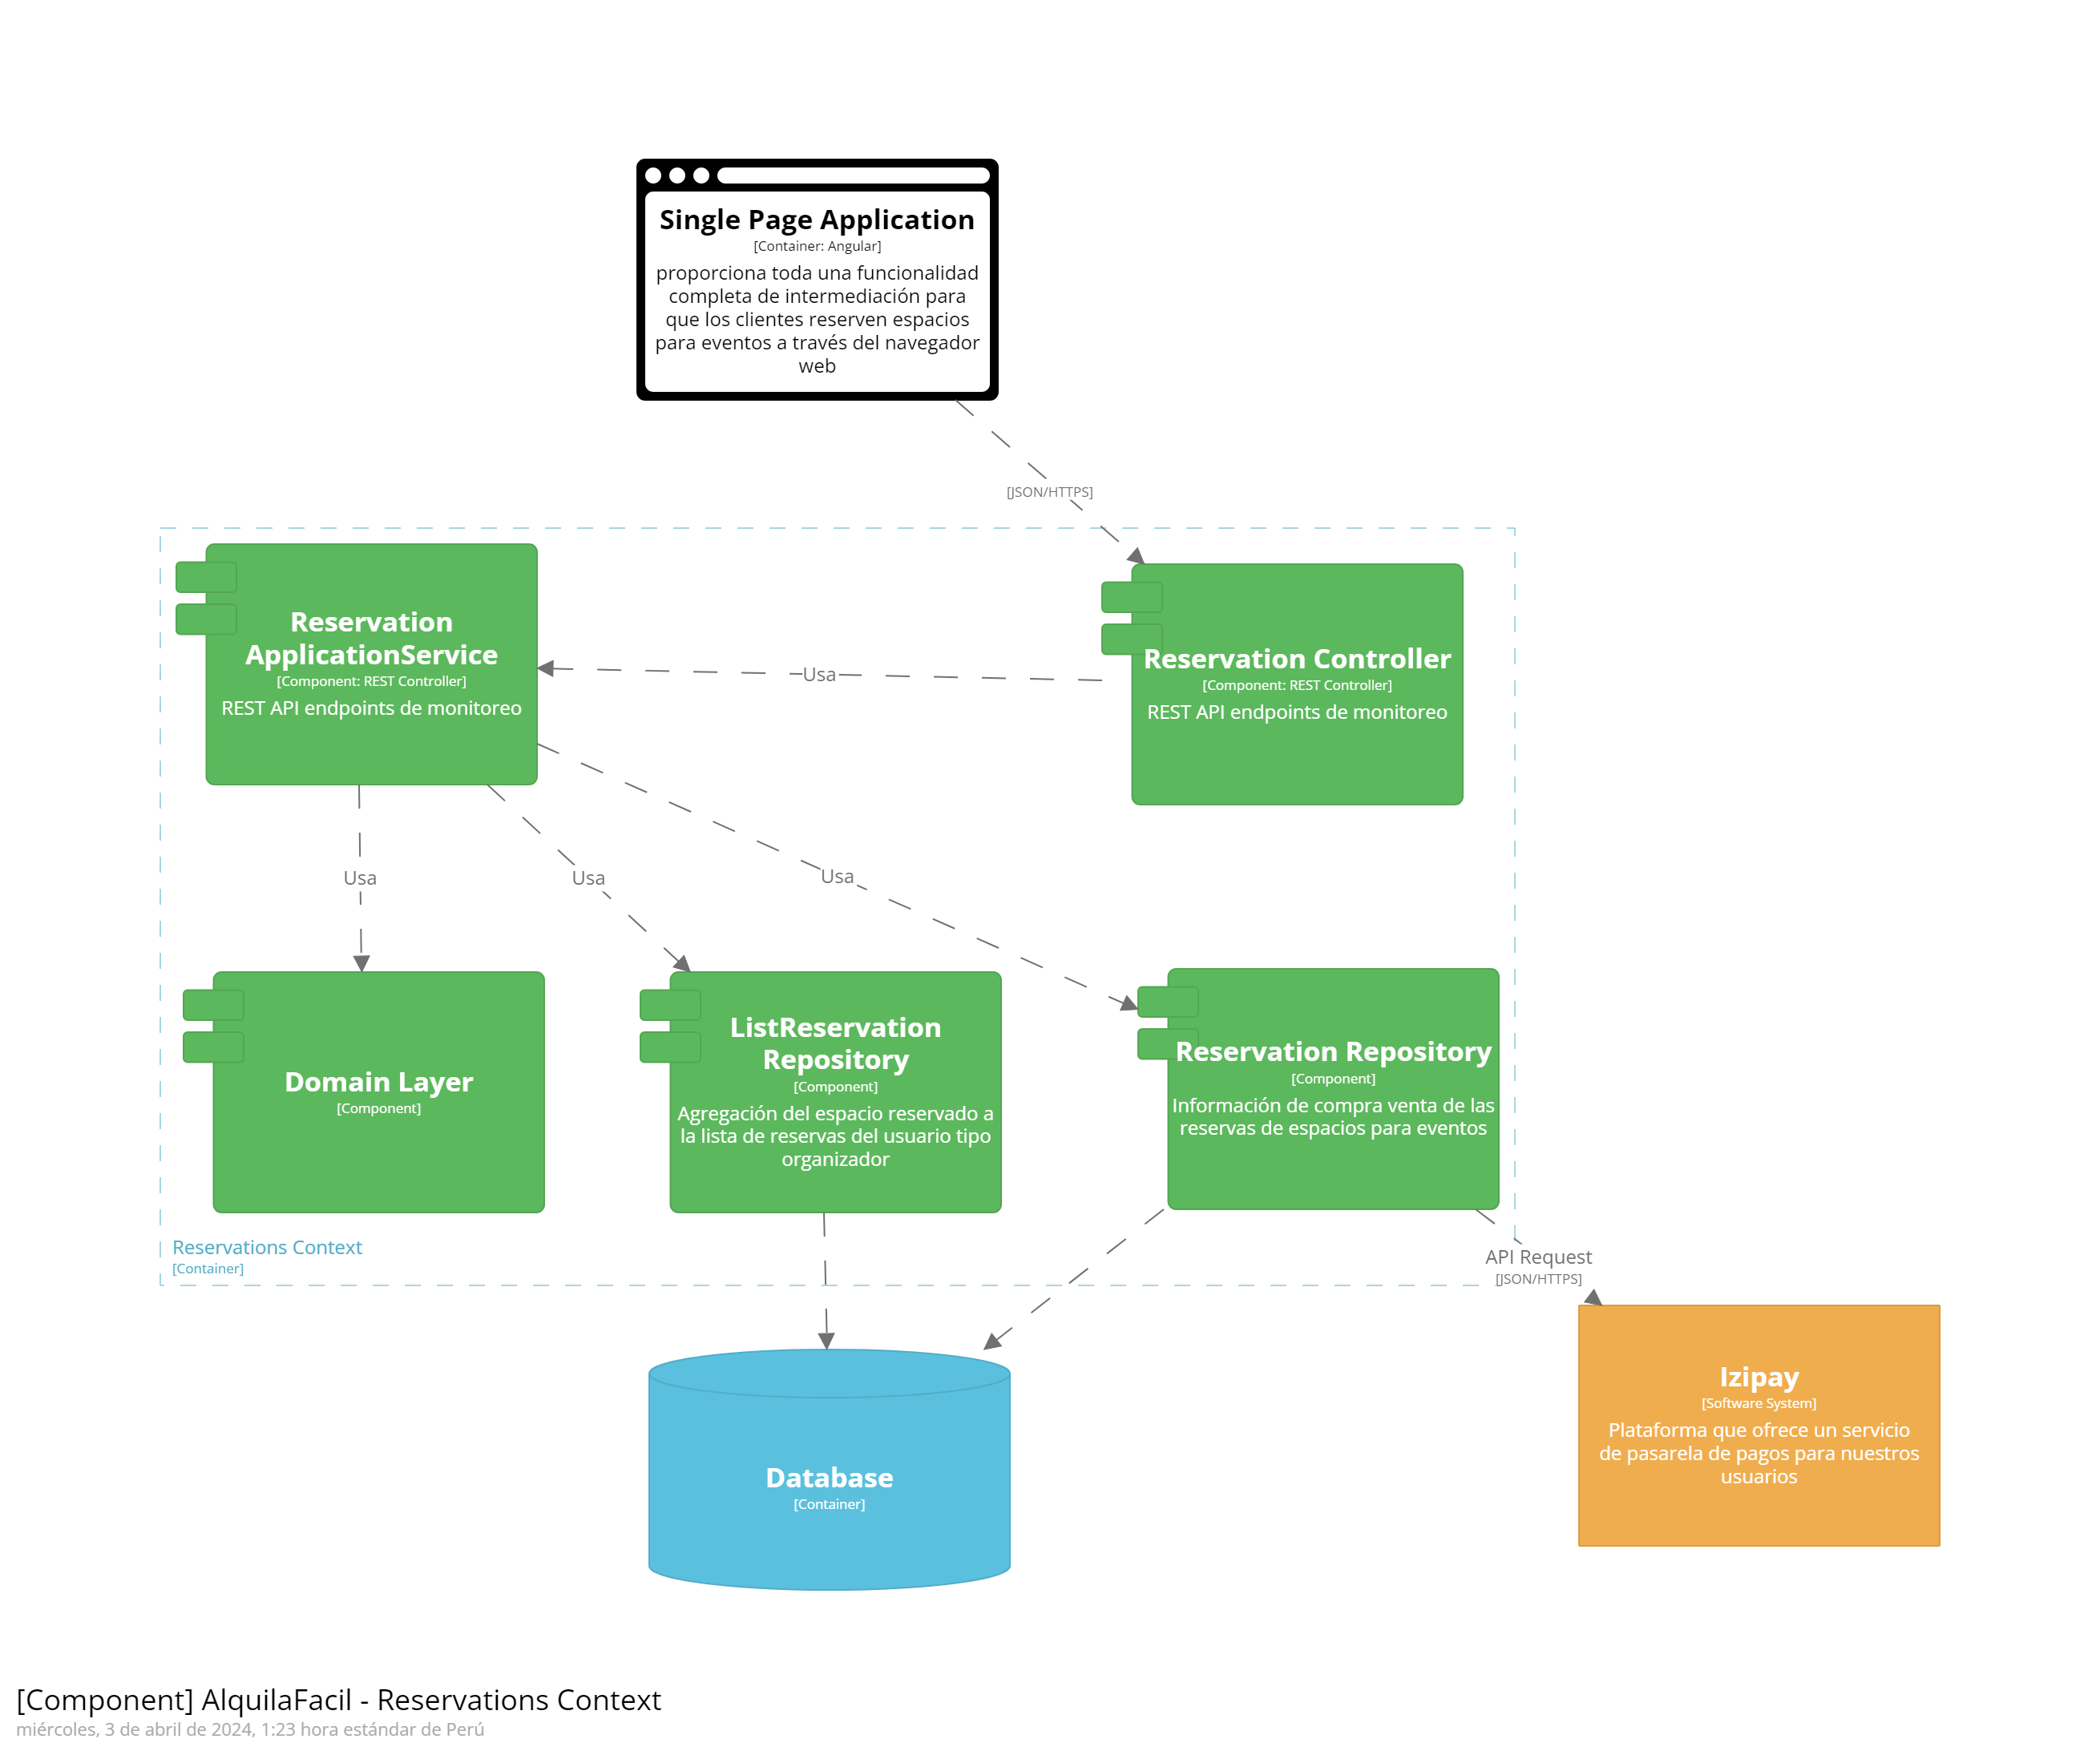 Single Page Application
[Container: Angular]
proporciona toda una funcionalidad
completa de intermediación para
que los clientes reserven espacios
para eventos a través del navegador
web
[JSON/HTTPS]
Reservation
ApplicationService
[Component: REST Controller]
REST API endpoints de monitoreo
Usa
Reservation Controller
[Component: REST Controller]
REST API endpoints de monitoreo
Usa
Usa
Usa
Domain Layer
[Component]
ListReservation
Repository
[Component]
Agregación del espacio reservado a
la lista de reservas del usuario tipo
organizador
Reservation Repository
[Component]
Información de compra venta de las
reservas de espacios para eventos
Reservations Context
[Container]
API Request
[JSON/HTTPS]
Database
[Container]
Izipay
[Software System]
Plataforma que ofrece un servicio
de pasarela de pagos para nuestros
usuarios
[Component] AlquilaFacil - Reservations Context
miércoles, 3 de abril de 2024, 1:23 hora estándar de Perú